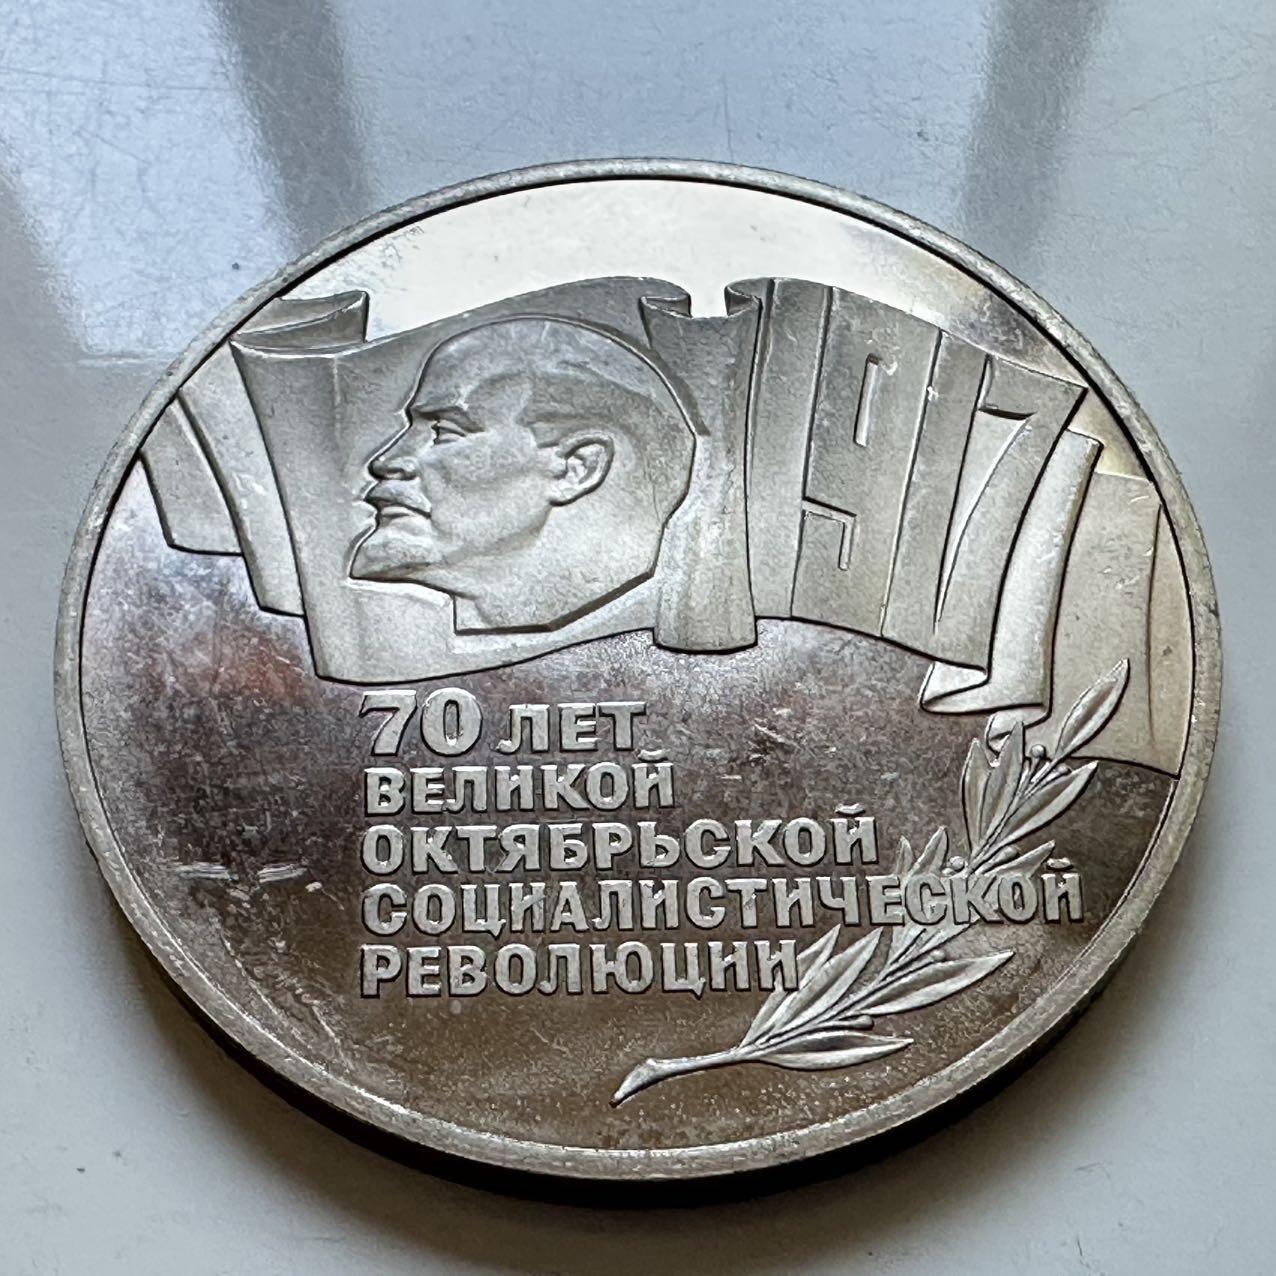 1917
70 ЛЕТ
ВЕЛИКОЙ
ОКТЯБРЬСКОЙ
СОЦИАЛИСТИЧЕСКОЙ
РЕВОЛЮЦИИ